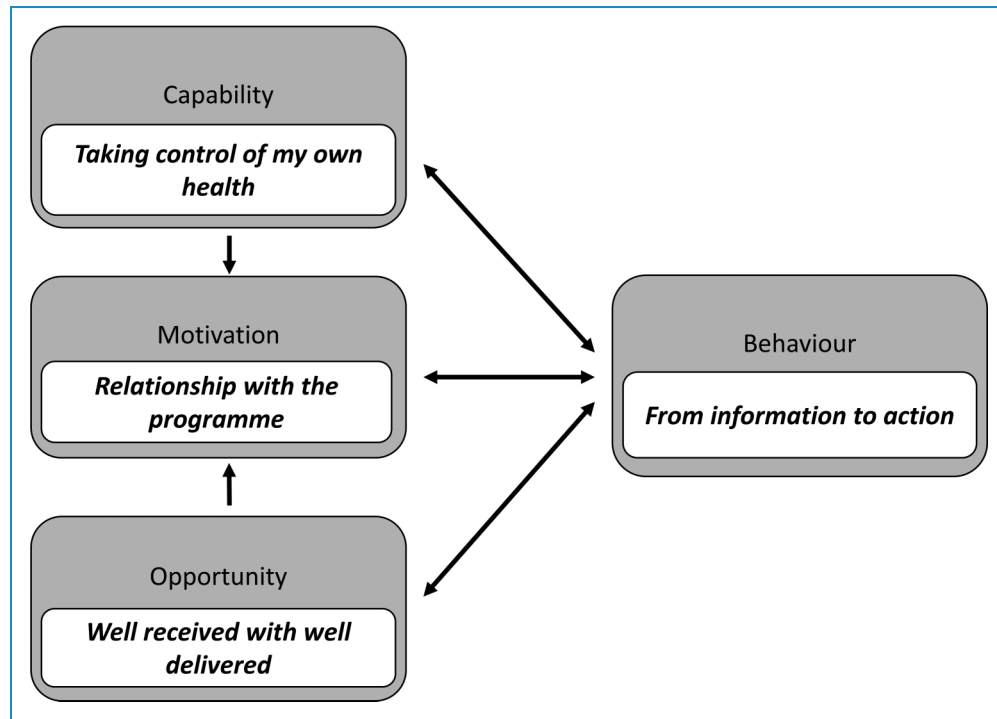 Capability
Taking control of my own
health
Motivation
Relationship with the
programme
Behaviour
From information to action
Opportunity
Well received with well
delivered